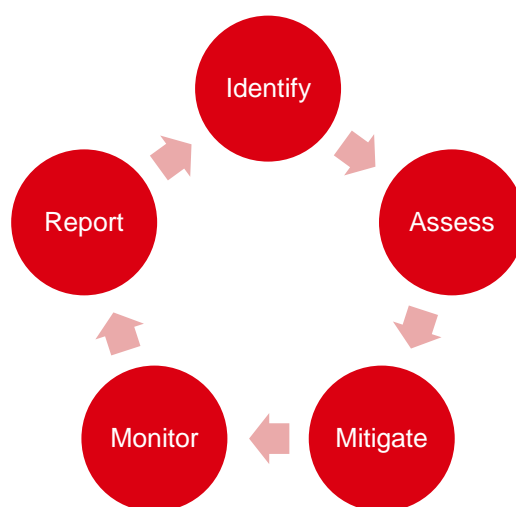 Identify
Assess
Mitigate
Monitor
Report